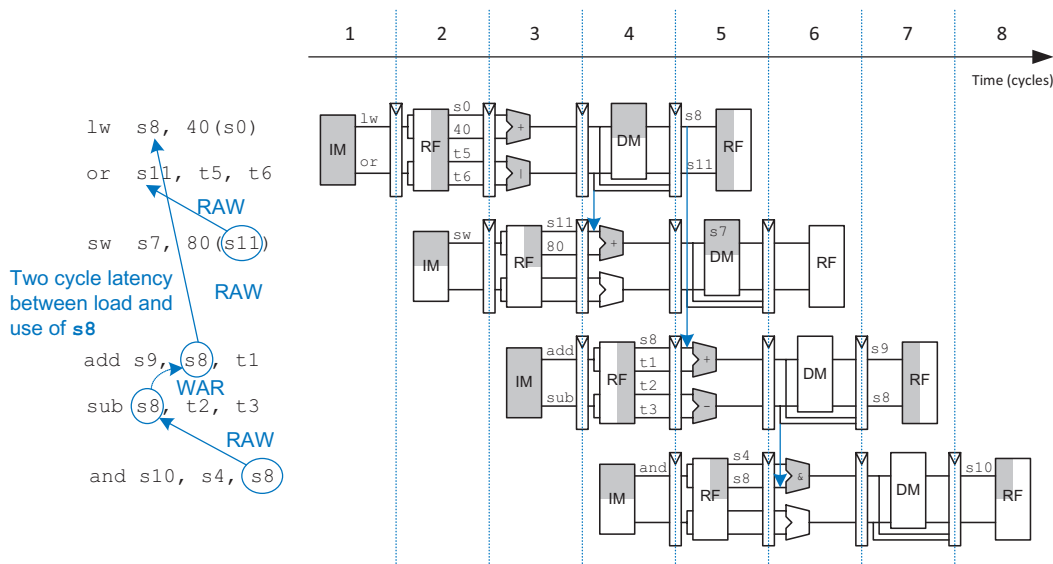 1 2 3 4 5 6 7 8
Time (cycles)
lw s8, 40(s0)
or s11, t5, t6
RAW
sw s7, 80(s11)
Two cycle latency
between load and
use of s8
RAW
add s9, s8, t1
WAR
sub s8, t2, t3
RAW
and s10, s4, s8
IM
lw
or
RF
s0
40
t5
t6
+
|
DM
s8
s11
RF
IM
sw
RF
s11
80
+
s7
DM
RF
IM
add
sub
RF
s8
t1
t2
t3
+
-
DM
s9
s8
RF
IM
and
RF
s4
s8
&
DM
s10
RF